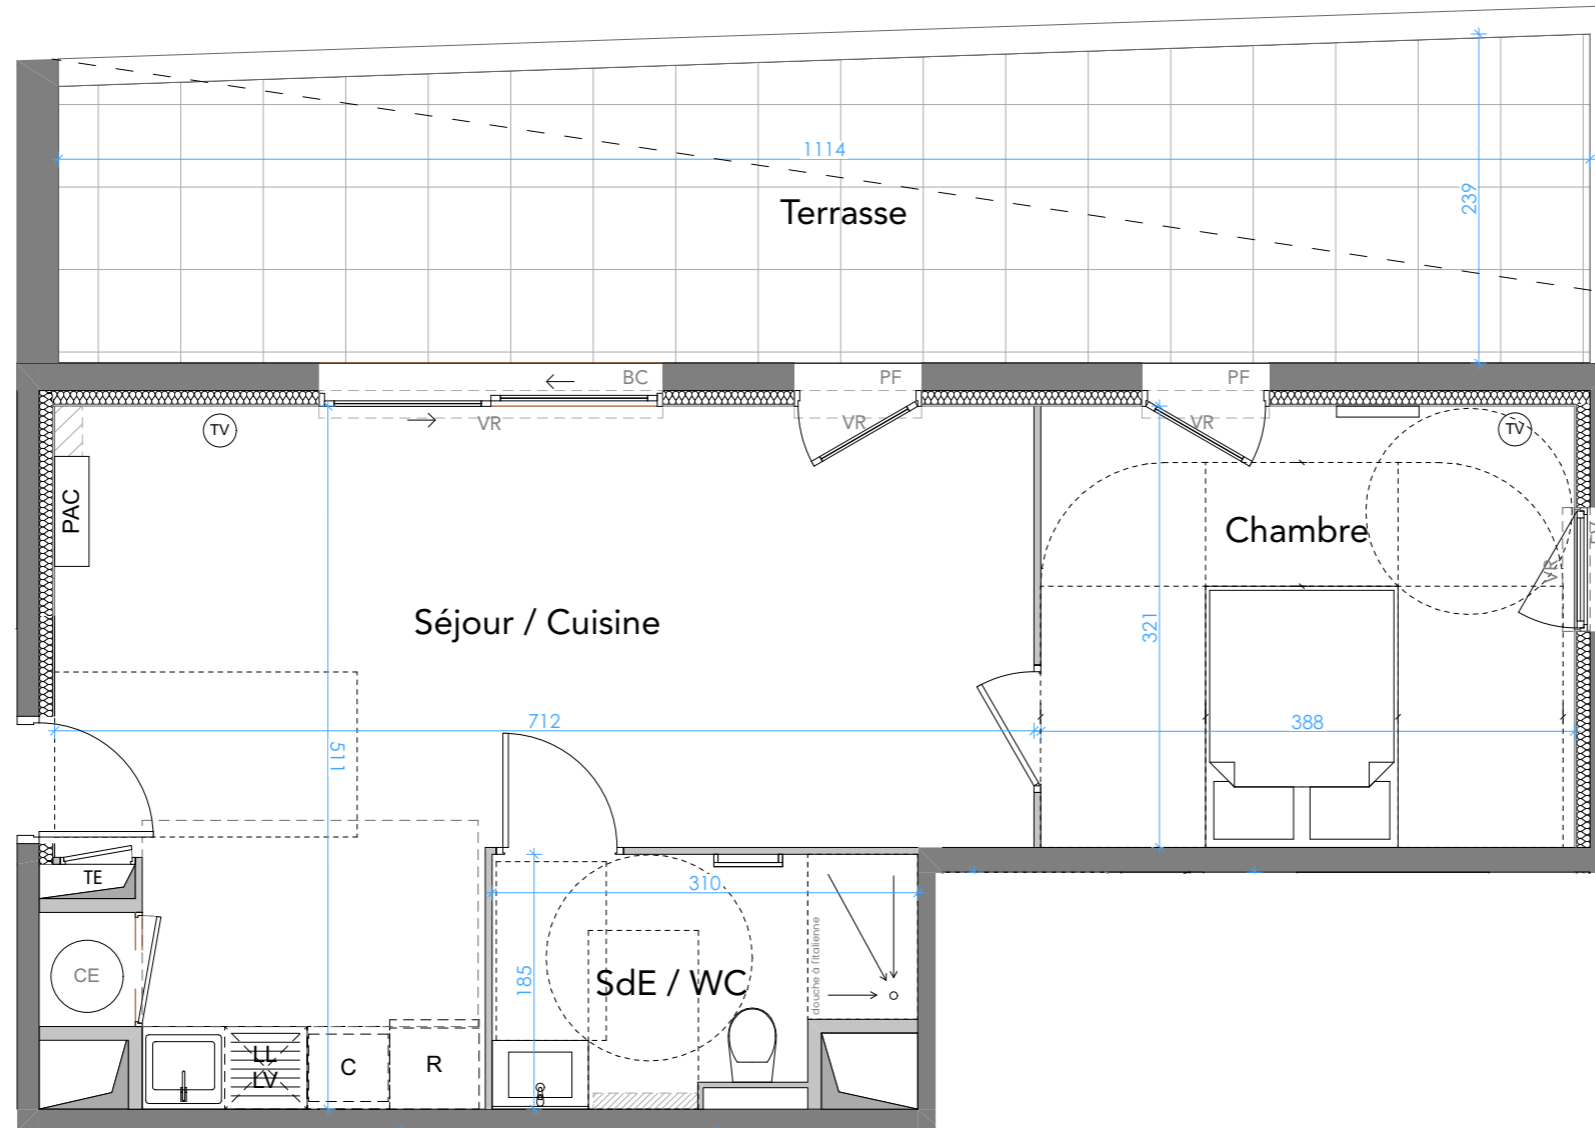 1114
239
Terrasse
BC
PF
PF
VR
VR
VR
TV
TV
PAC
Chambre
VR
Séjour / Cuisine
321
712
388
511
TE
310
CE
185
SdE / WC
douche à l'italienne
LL
LV
C
R